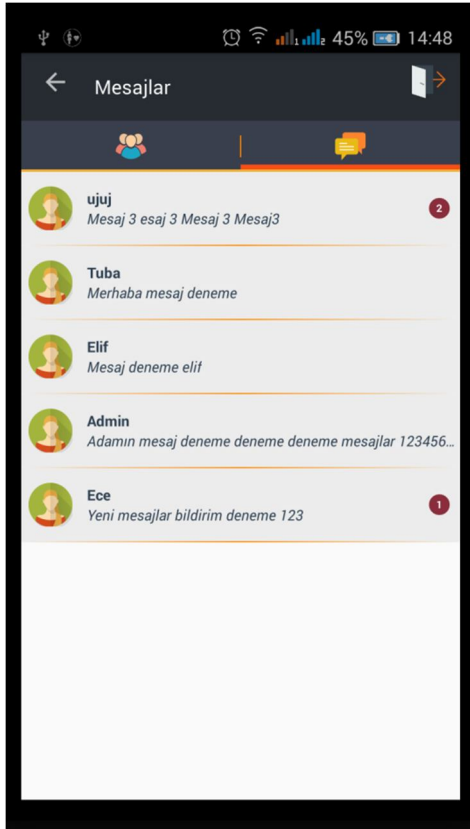 45% 14:48
Mesajlar
ujuj
Mesaj 3 esaj 3 Mesaj 3 Mesaj3
2
Tuba
Merhaba mesaj deneme
Elif
Mesaj deneme elif
Admin
Adamın mesaj deneme deneme deneme mesajlar 123456...
Ece
Yeni mesajlar bildirim deneme 123
1